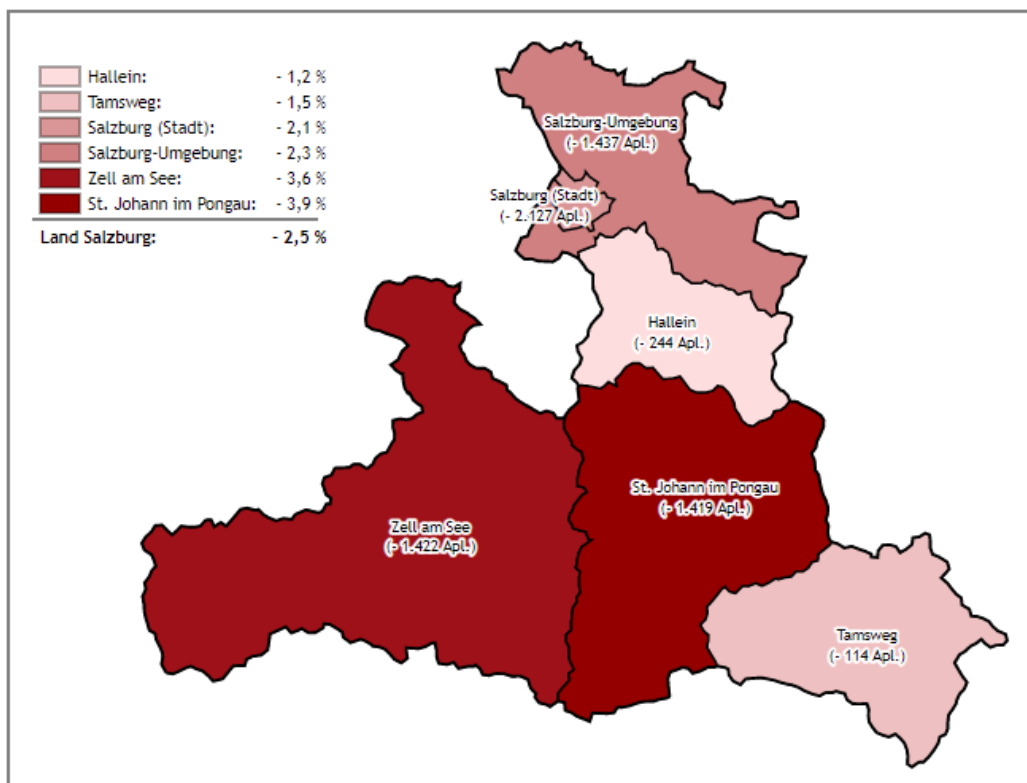 Hallein: - 1,2 %
Tamsweg: - 1,5 %
Salzburg (Stadt): - 2,1 %
Salzburg-Umgebung: - 2,3 %
Zell am See: - 3,6 %
St. Johann im Pongau: - 3,9 %
Land Salzburg: - 2,5 %
Salzburg-Umgebung
(- 1.437 Apl.)
Salzburg (Stadt)
(- 2.127 Apl.)
Hallein
(- 244 Apl.)
St. Johann im Pongau
(- 1.419 Apl.)
Zell am See
(- 1.422 Apl.)
Tamsweg
(- 114 Apl.)